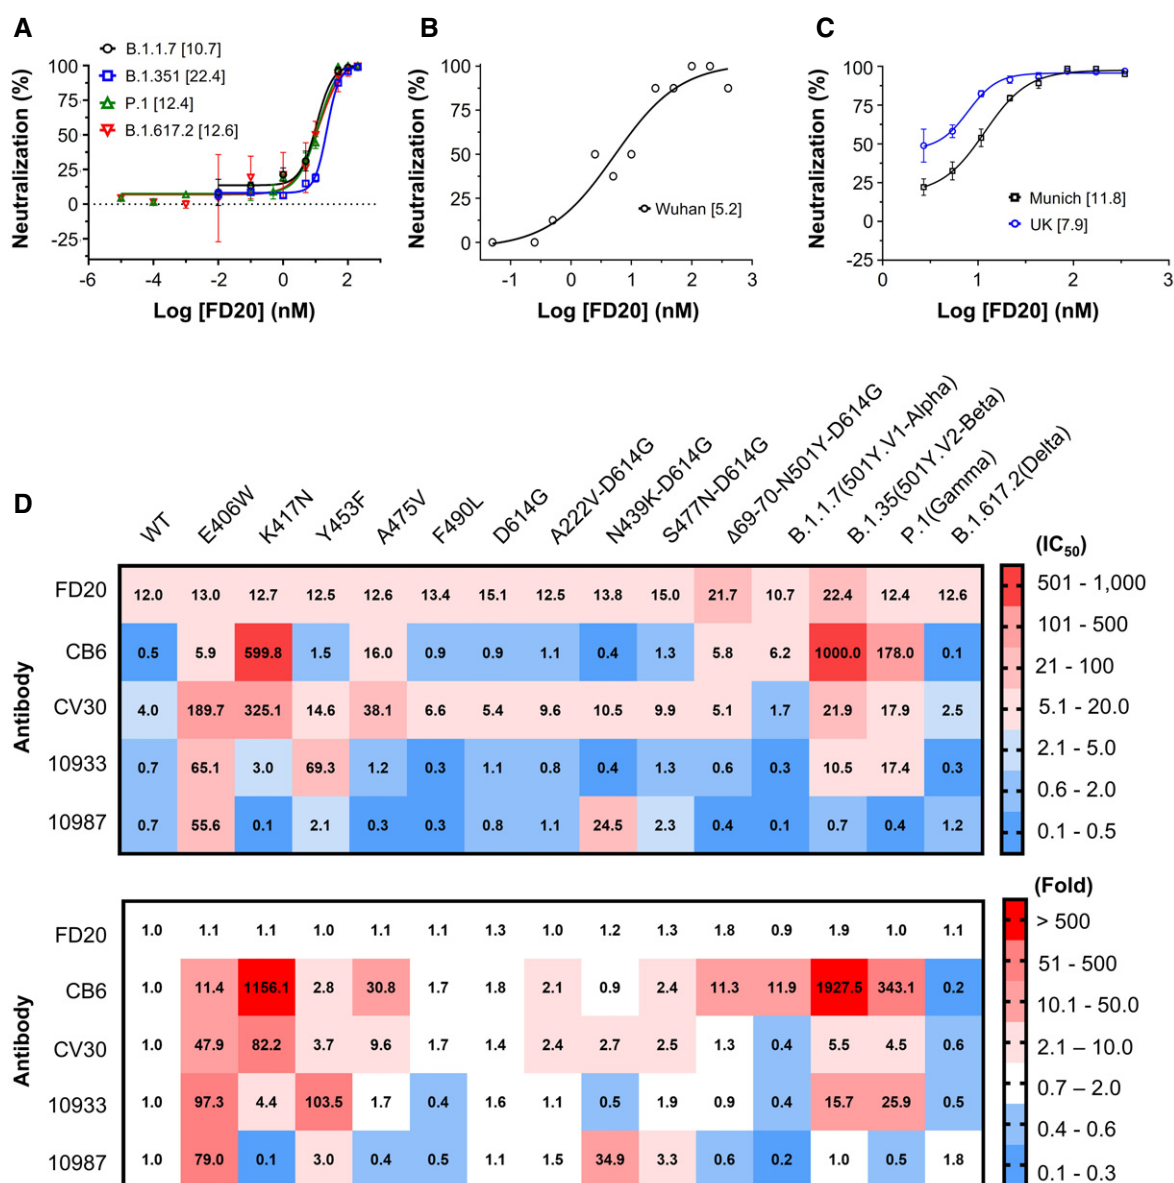 A
B
C
B.1.1.7 [10.7]
B.1.351 [22.4]
P.1 [12.4]
B.1.617.2 [12.6]
Neutralization (%)
100
75
50
25
0
-25
-6 -4 -2 0 2
Log [FD20] (nM)
Neutralization (%)
100
75
50
25
0
Wuhan [5.2]
-1 0 1 2 3
Log [FD20] (nM)
Neutralization (%)
100
75
50
25
0
-25
Munich [11.8]
UK [7.9]
0 1 2 3
Log [FD20] (nM)
D
WT
E406W
K417N
Y453F
A475V
F490L
D614G
A222V-D614G
N439K-D614G
S477N-D614G
Δ69-70-N501Y-D614G
B.1.1.7(501Y.V1-Alpha)
B.1.35(501Y.V2-Beta)
P.1(Gamma)
B.1.617.2(Delta)
Antibody
FD20 12.0 13.0 12.7 12.5 12.6 13.4 15.1 12.5 13.8 15.0 21.7 10.7 22.4 12.4 12.6
CB6 0.5 5.9 599.8 1.5 16.0 0.9 0.9 1.1 0.4 1.3 5.8 6.2 1000.0 178.0 0.1
CV30 4.0 189.7 325.1 14.6 38.1 6.6 5.4 9.6 10.5 9.9 5.1 1.7 21.9 17.9 2.5
10933 0.7 65.1 3.0 69.3 1.2 0.3 1.1 0.8 0.4 1.3 0.6 0.3 10.5 17.4 0.3
10987 0.7 55.6 0.1 2.1 0.3 0.3 0.8 1.1 24.5 2.3 0.4 0.1 0.7 0.4 1.2
(IC50)
501 - 1,000
101 - 500
21 - 100
5.1 - 20.0
2.1 - 5.0
0.6 - 2.0
0.1 - 0.5
Antibody
FD20 1.0 1.1 1.1 1.0 1.1 1.1 1.3 1.0 1.2 1.3 1.8 0.9 1.9 1.0 1.1
CB6 1.0 11.4 1156.1 2.8 30.8 1.7 1.8 2.1 0.9 2.4 11.3 11.9 1927.5 343.1 0.2
CV30 1.0 47.9 82.2 3.7 9.6 1.7 1.4 2.4 2.7 2.5 1.3 0.4 5.5 4.5 0.6
10933 1.0 97.3 4.4 103.5 1.7 0.4 1.6 1.1 0.5 1.9 0.9 0.4 15.7 25.9 0.5
10987 1.0 79.0 0.1 3.0 0.4 0.5 1.1 1.5 34.9 3.3 0.6 0.2 1.0 0.5 1.8
(Fold)
> 500
51 - 500
10.1 - 50.0
2.1 – 10.0
0.7 – 2.0
0.4 - 0.6
0.1 - 0.3